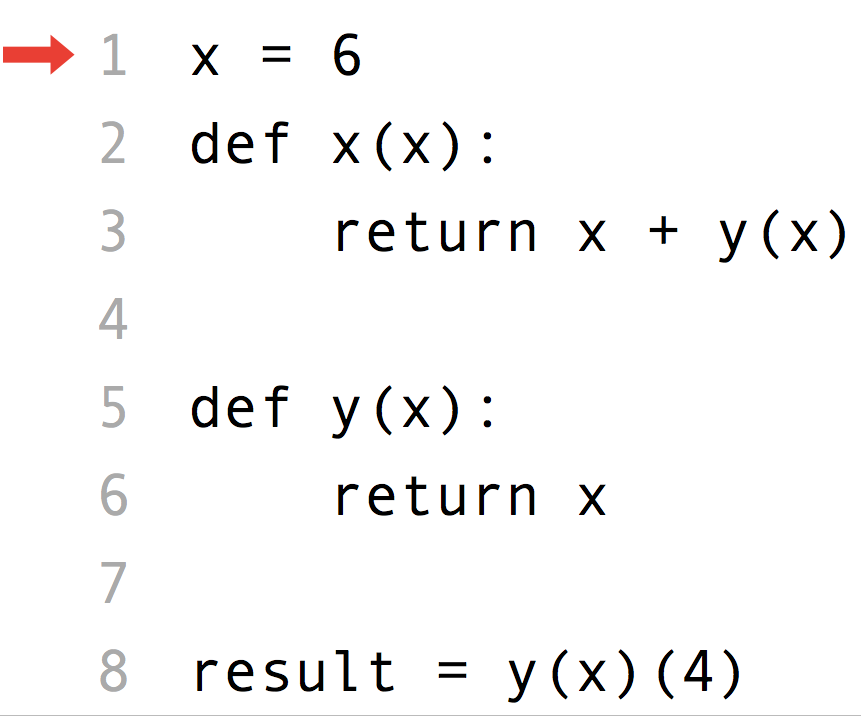 1 x = 6
2 def x(x):
3     return x + y(x)
4
5 def y(x):
6     return x
7
8 result = y(x)(4)